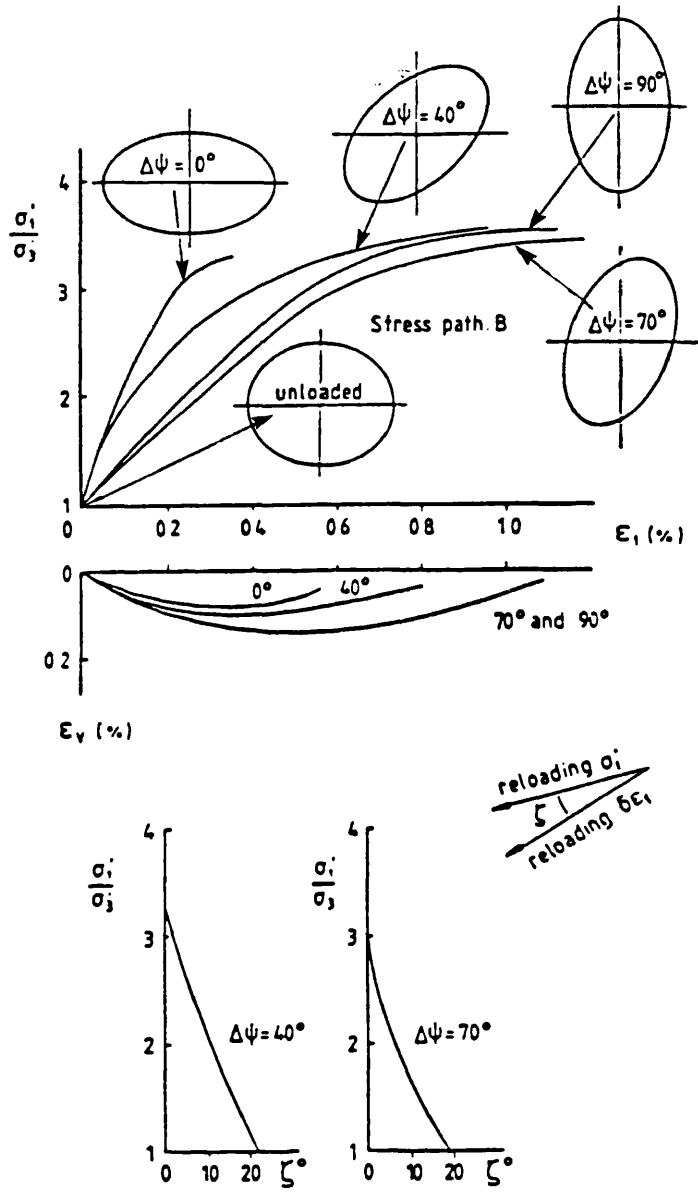 Δψ = 0°
Δψ = 40°
Δψ = 90°
σ₁'
σ₃'
4
3
2
1
Stress path. B
Δψ = 70°
unloaded
0 0.2 0.4 0.6 0.8 1.0 ε₁ (%)
0
0.2
0° 40°
70° and 90°
εᵥ (%)
reloading σ₁'
ζ
reloading δε₁
4
σ₁'
σ₃'
3
2
1
Δψ = 40°
0 10 20 ζ°
4
σ₁'
σ₃'
3
2
1
Δψ = 70°
0 10 20 ζ°